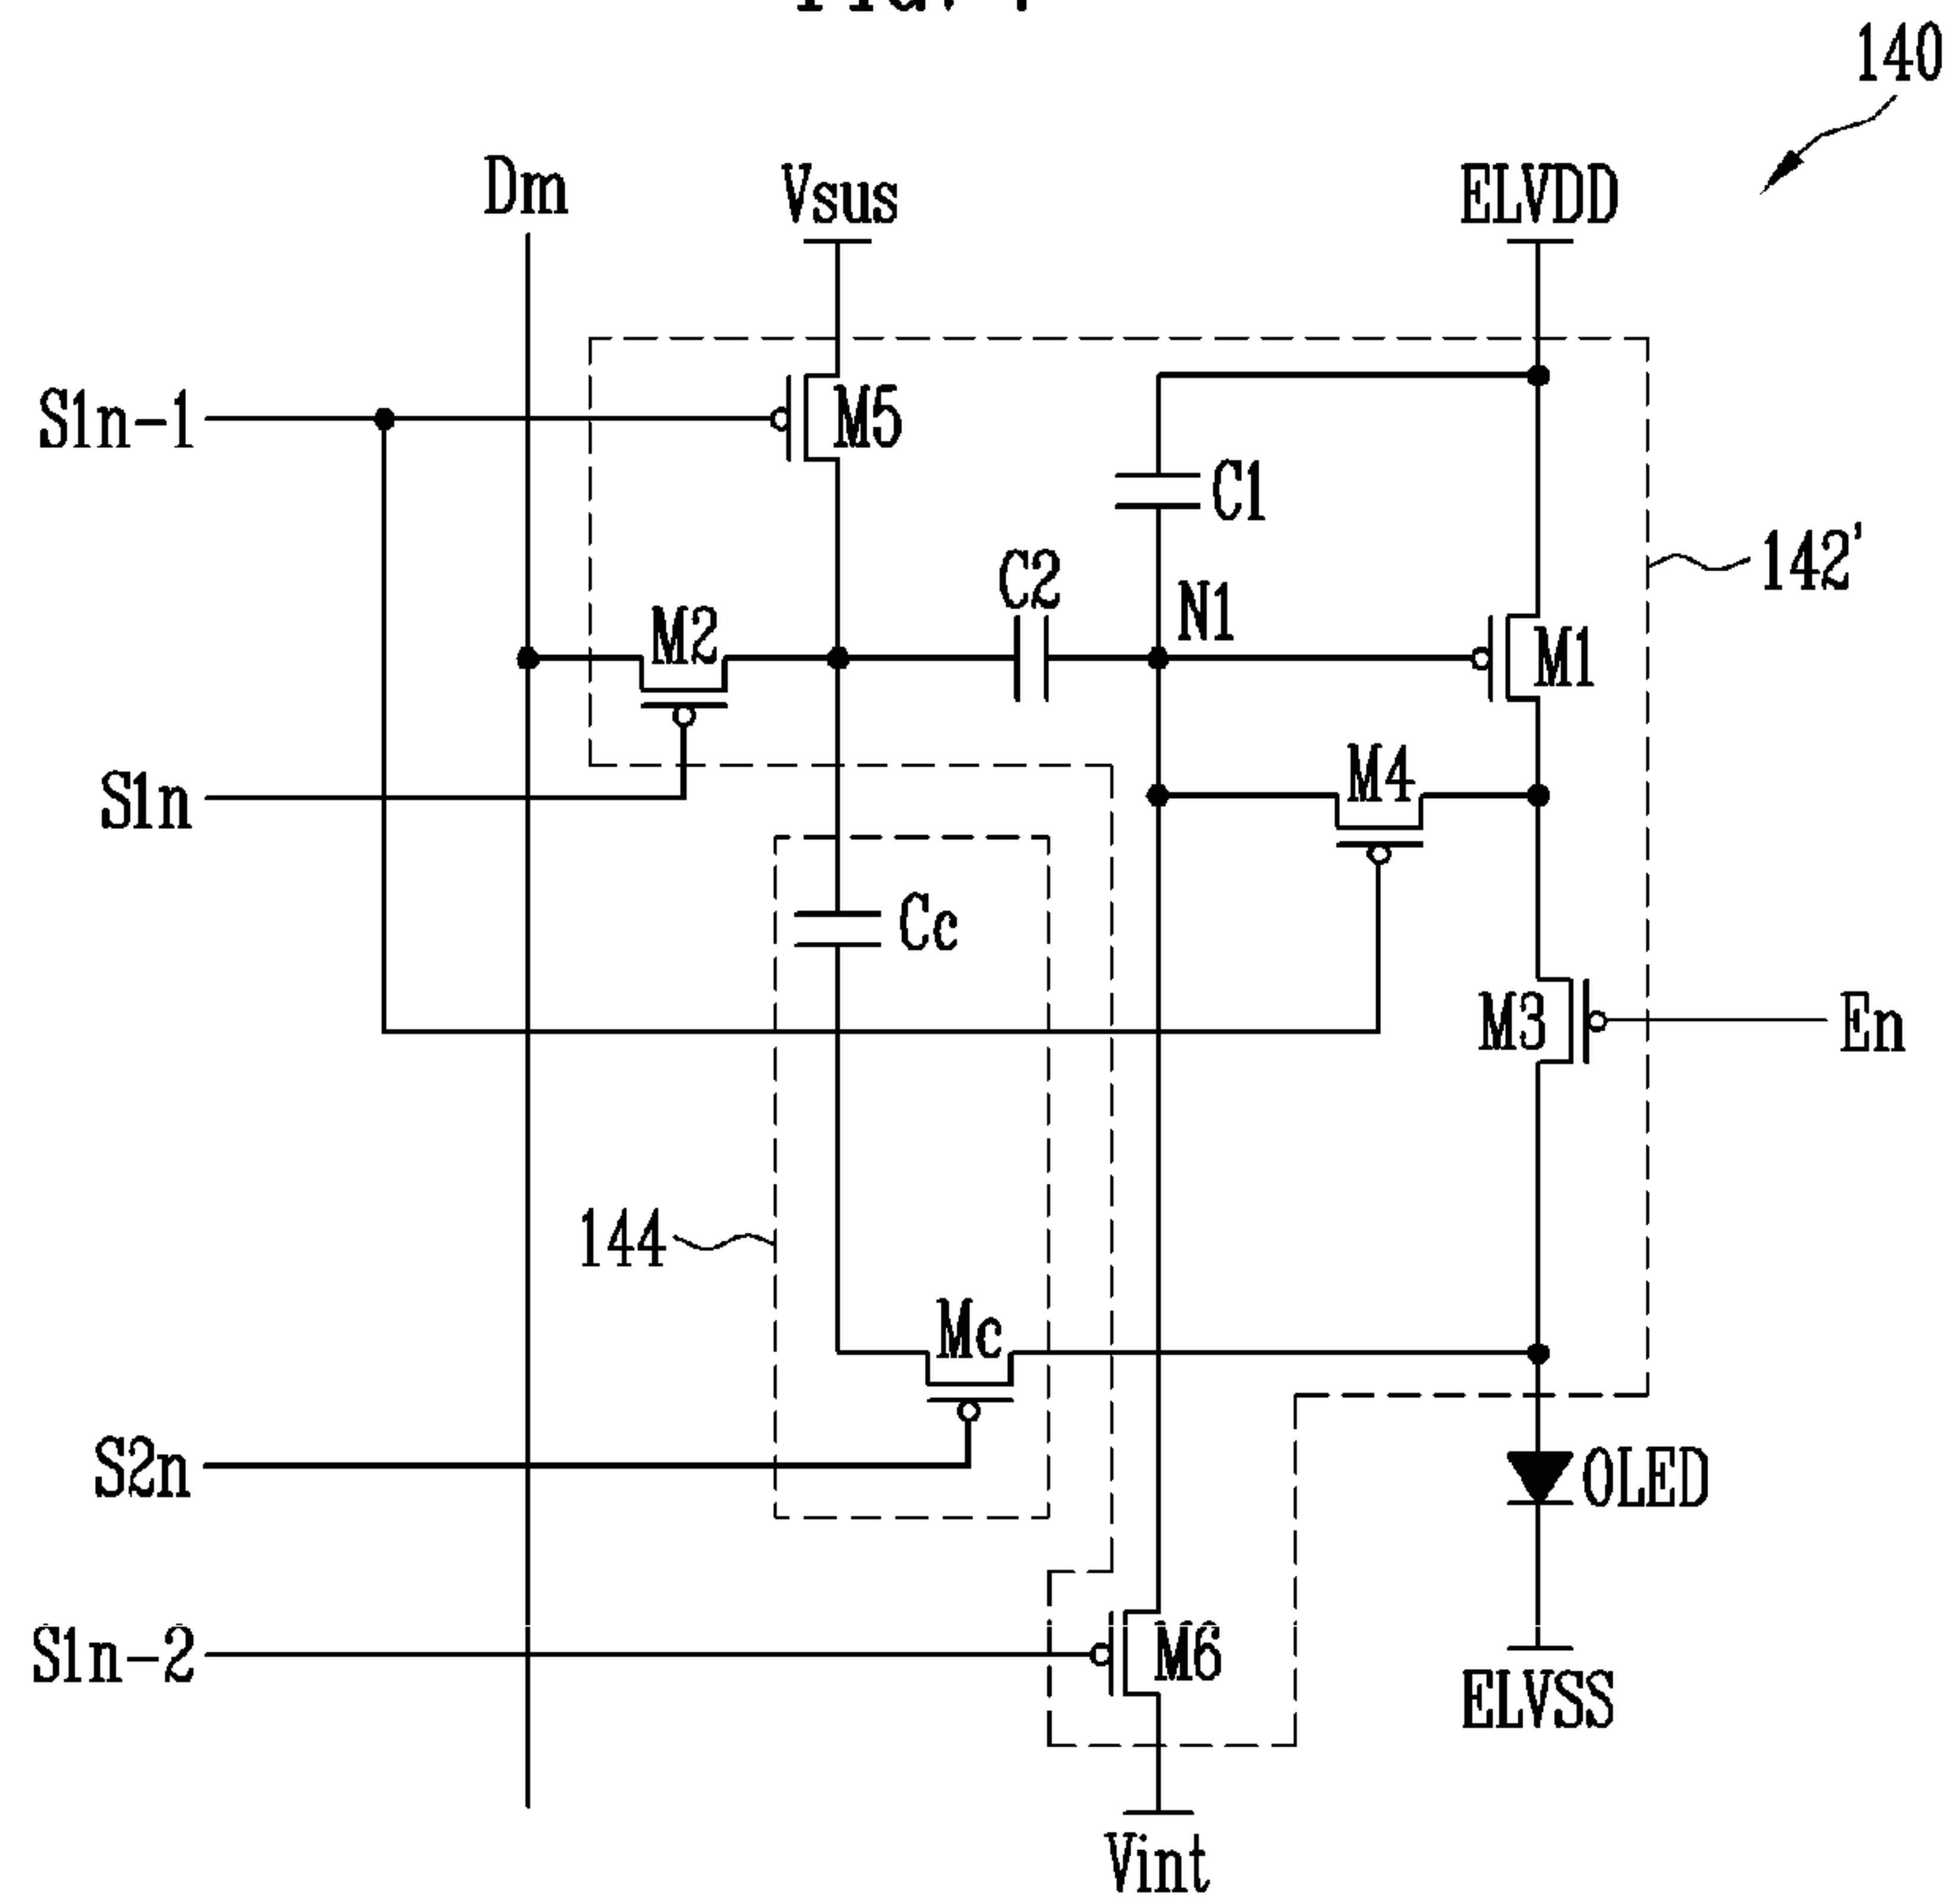 140
Dm
Vsus
ELVDD
S1n-1
M5
C1
142'
C2
N1
M2
M1
M4
S1n
Cc
M3
En
144
Mc
S2n
OLED
S1n-2
M6
ELVSS
Vint